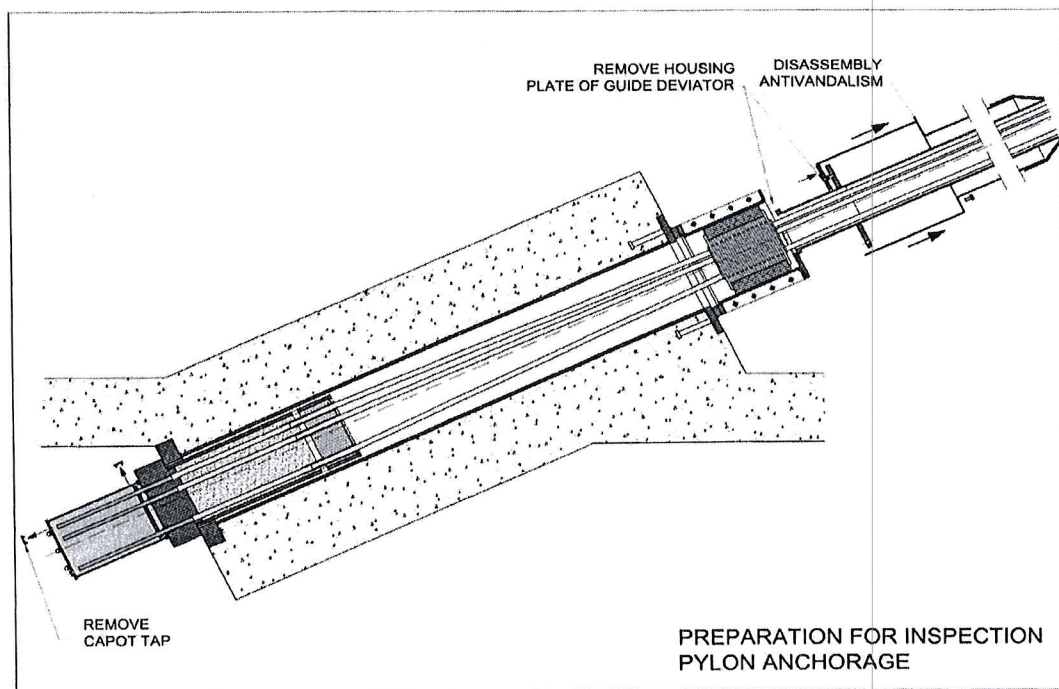 REMOVE HOUSING
PLATE OF GUIDE DEVIATOR
DISASSEMBLY
ANTIVANDALISM
REMOVE
CAPOT TAP
PREPARATION FOR INSPECTION
PYLON ANCHORAGE